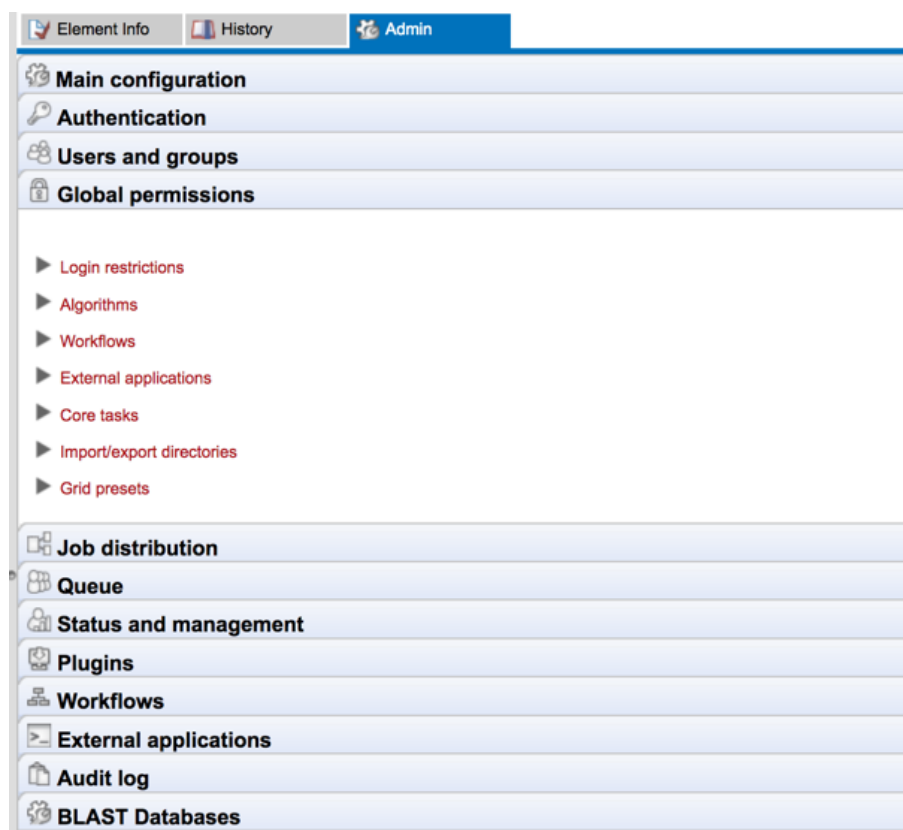 Element Info History Admin
Main configuration
Authentication
Users and groups
Global permissions
Login restrictions
Algorithms
Workflows
External applications
Core tasks
Import/export directories
Grid presets
Job distribution
Queue
Status and management
Plugins
Workflows
External applications
Audit log
BLAST Databases